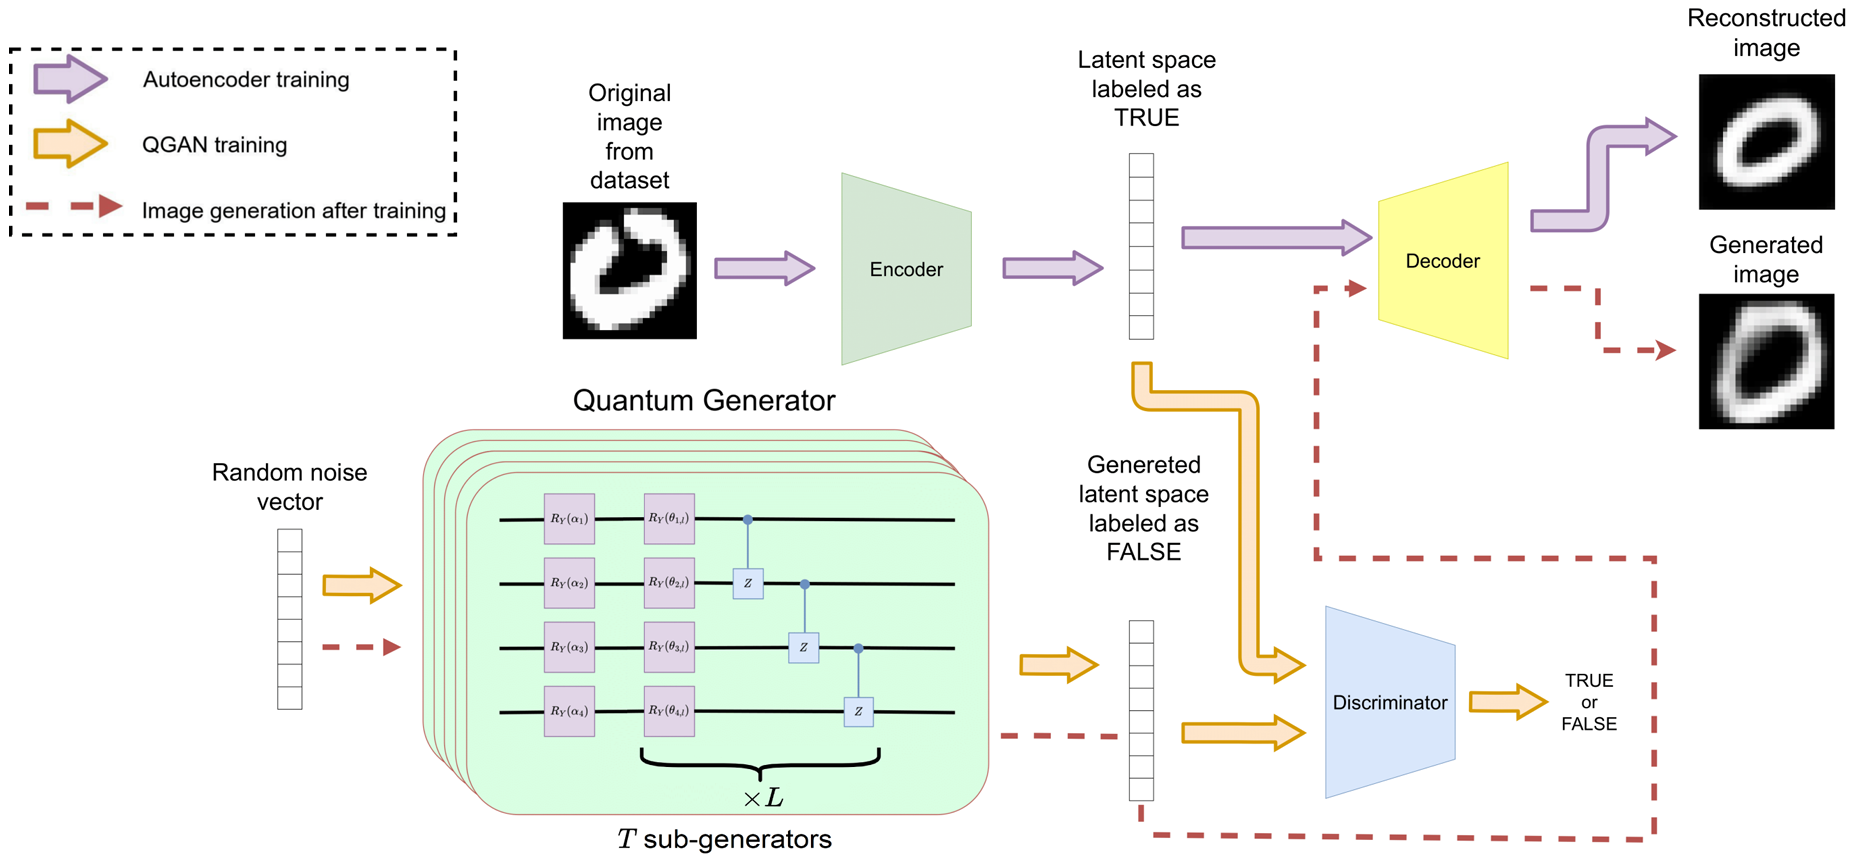 Autoencoder training
QGAN training
Image generation after training
Original
image
from
dataset
Encoder
Latent space
labeled as
TRUE
Decoder
Reconstructed
image
Generated
image
Quantum Generator
Random noise
vector
R_Y(α_1)
R_Y(θ_{1,l})
R_Y(α_2)
R_Y(θ_{2,l})
Z
R_Y(α_3)
R_Y(θ_{3,l})
Z
R_Y(α_4)
R_Y(θ_{4,l})
Z
×L
T sub-generators
Genereted
latent space
labeled as
FALSE
Discriminator
TRUE
or
FALSE